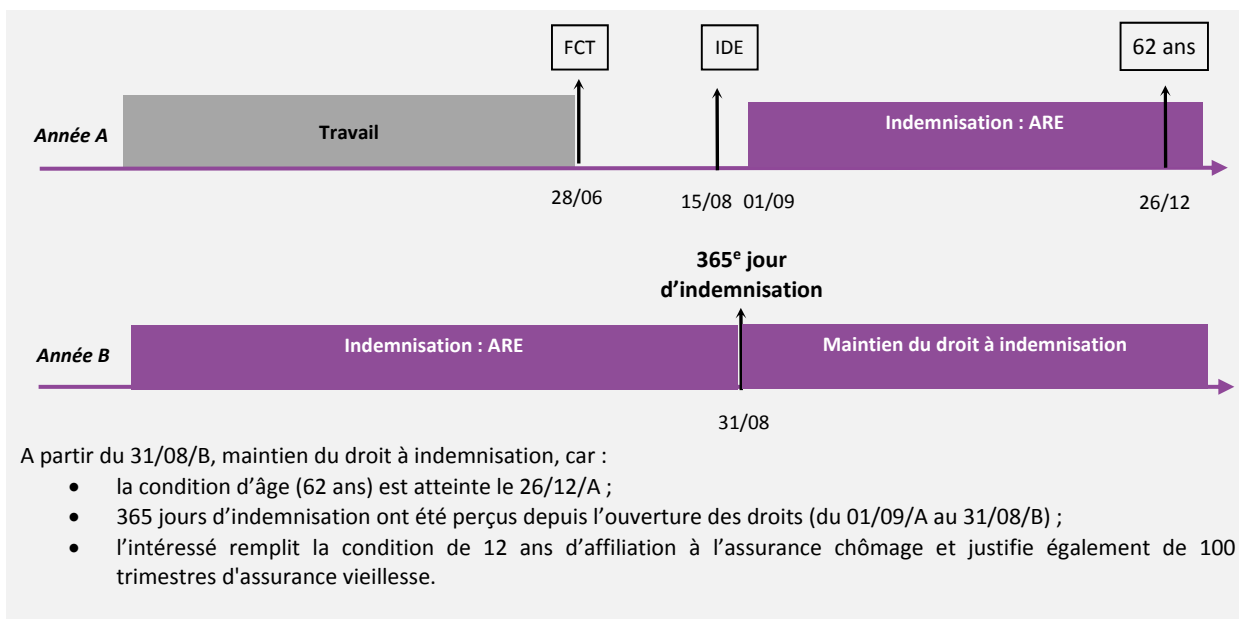 FCT IDE 62 ans
Année A Travail Indemnisation : ARE
28/06 15/08 01/09 26/12
365e jour
d’indemnisation
Année B Indemnisation : ARE Maintien du droit à indemnisation
31/08
A partir du 31/08/B, maintien du droit à indemnisation, car :
• la condition d’âge (62 ans) est atteinte le 26/12/A ;
• 365 jours d’indemnisation ont été perçus depuis l’ouverture des droits (du 01/09/A au 31/08/B) ;
• l’intéressé remplit la condition de 12 ans d’affiliation à l’assurance chômage et justifie également de 100
trimestres d'assurance vieillesse.